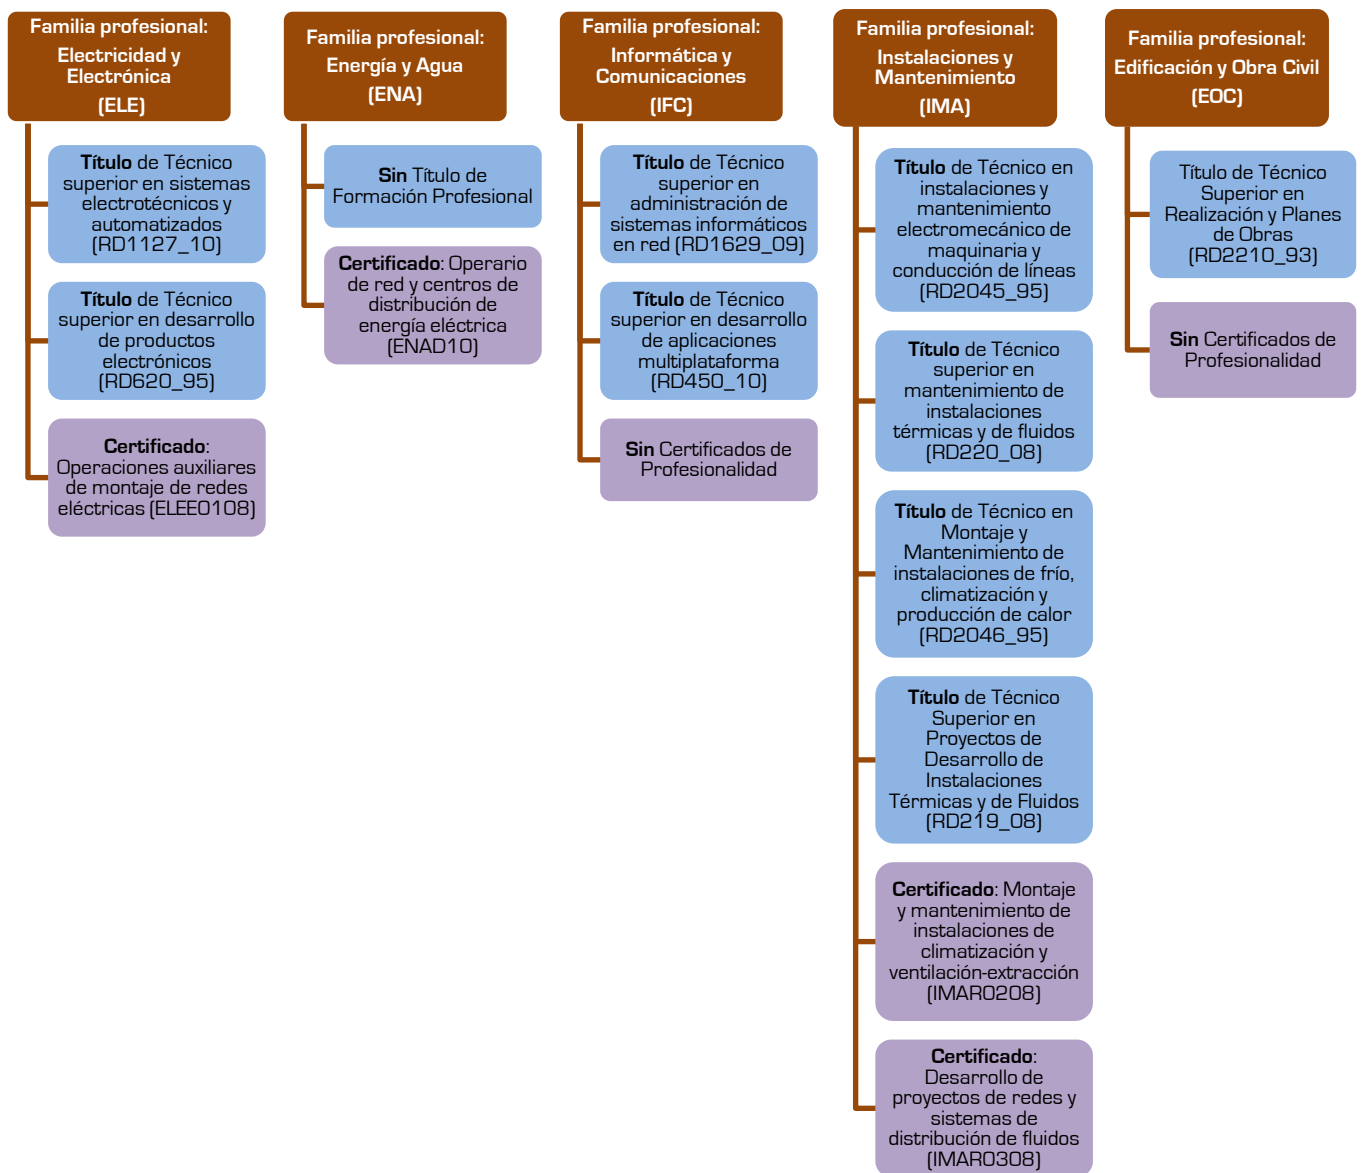 Familia profesional:
Electricidad y
Electrónica
(ELE)
Título de Técnico
superior en sistemas
electrotécnicos y
automatizados
(RD1127_10)
Título de Técnico
superior en desarrollo
de productos
electrónicos
(RD620_95)
Certificado:
Operaciones auxiliares
de montaje de redes
eléctricas (ELEE0108)
Familia profesional:
Energía y Agua
(ENA)
Sin Título de
Formación Profesional
Certificado: Operario
de red y centros de
distribución de
energía eléctrica
(ENAD10)
Familia profesional:
Informática y
Comunicaciones
(IFC)
Título de Técnico
superior en
administración de
sistemas informáticos
en red (RD1629_09)
Título de Técnico
superior en desarrollo
de aplicaciones
multiplataforma
(RD450_10)
Sin Certificados de
Profesionalidad
Familia profesional:
Instalaciones y
Mantenimiento
(IMA)
Título de Técnico en
instalaciones y
mantenimiento
electromecánico de
maquinaria y
conducción de líneas
(RD2045_95)
Título de Técnico
superior en
mantenimiento de
instalaciones
térmicas y de fluidos
(RD220_08)
Título de Técnico en
Montaje y
Mantenimiento de
instalaciones de frío,
climatización y
producción de calor
(RD2046_95)
Título de Técnico
Superior en
Proyectos de
Desarrollo de
Instalaciones
Térmicas y de Fluidos
(RD219_08)
Certificado: Montaje
y mantenimiento de
instalaciones de
climatización y
ventilación-extracción
(IMAR0208)
Certificado:
Desarrollo de
proyectos de redes y
sistemas de
distribución de fluidos
(IMAR0308)
Familia profesional:
Edificación y Obra Civil
(EOC)
Título de Técnico
Superior en
Realización y Planes
de Obras
(RD2210_93)
Sin Certificados de
Profesionalidad